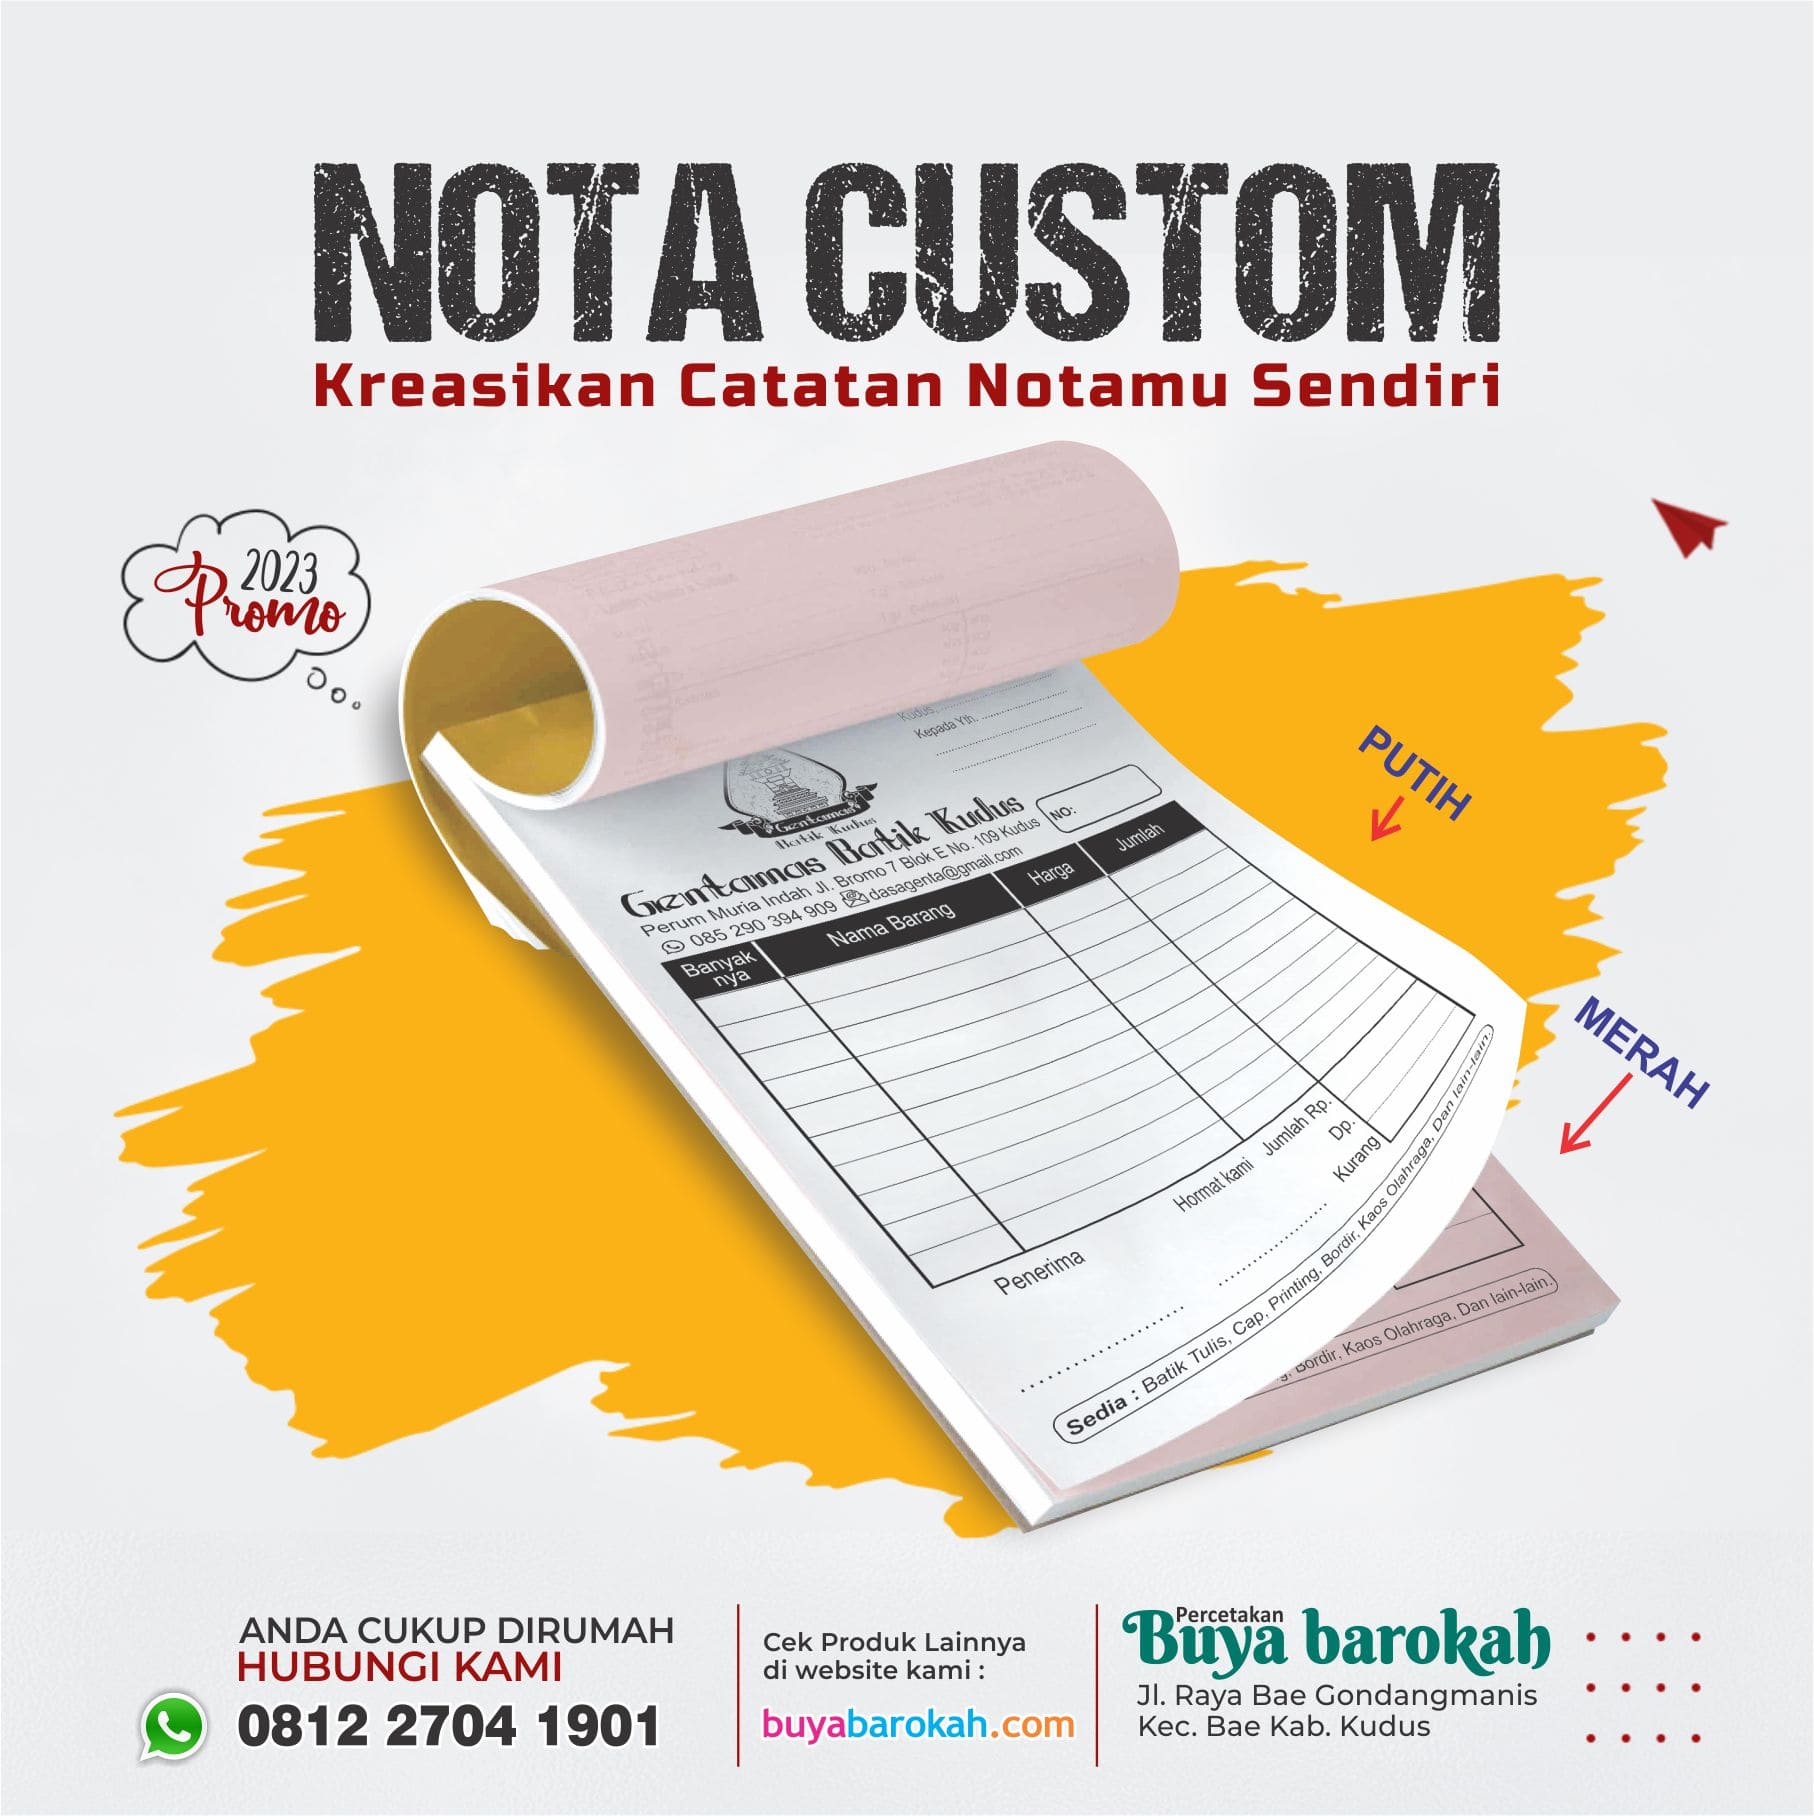 NOTA CUSTOM
Kreasikan Catatan Notamu Sendiri
2023
Promo
Kudus,
Kepada Yth.
Gentamas
Batik Kudus
Gentamas Batik Kudus
Perum Muria Indah Jl. Bromo 7 Blok E No. 109 Kudus
085 290 394 909 dasagenta@gmail.com
NO:
Banyak
nya
Nama Barang
Harga
Jumlah
Jumlah Rp.
Dp.
Kurang
Penerima
Hormat kami
Sedia : Batik Tulis, Cap, Printing, Bordir, Kaos Olahraga, Dan lain-lain.
Bordir, Kaos Olahraga, Dan lain-lain.
PUTIH
MERAH
ANDA CUKUP DIRUMAH
HUBUNGI KAMI
0812 2704 1901
Cek Produk Lainnya
di website kami :
buyabarokah.com
Percetakan
Buya barokah
Jl. Raya Bae Gondangmanis
Kec. Bae Kab. Kudus